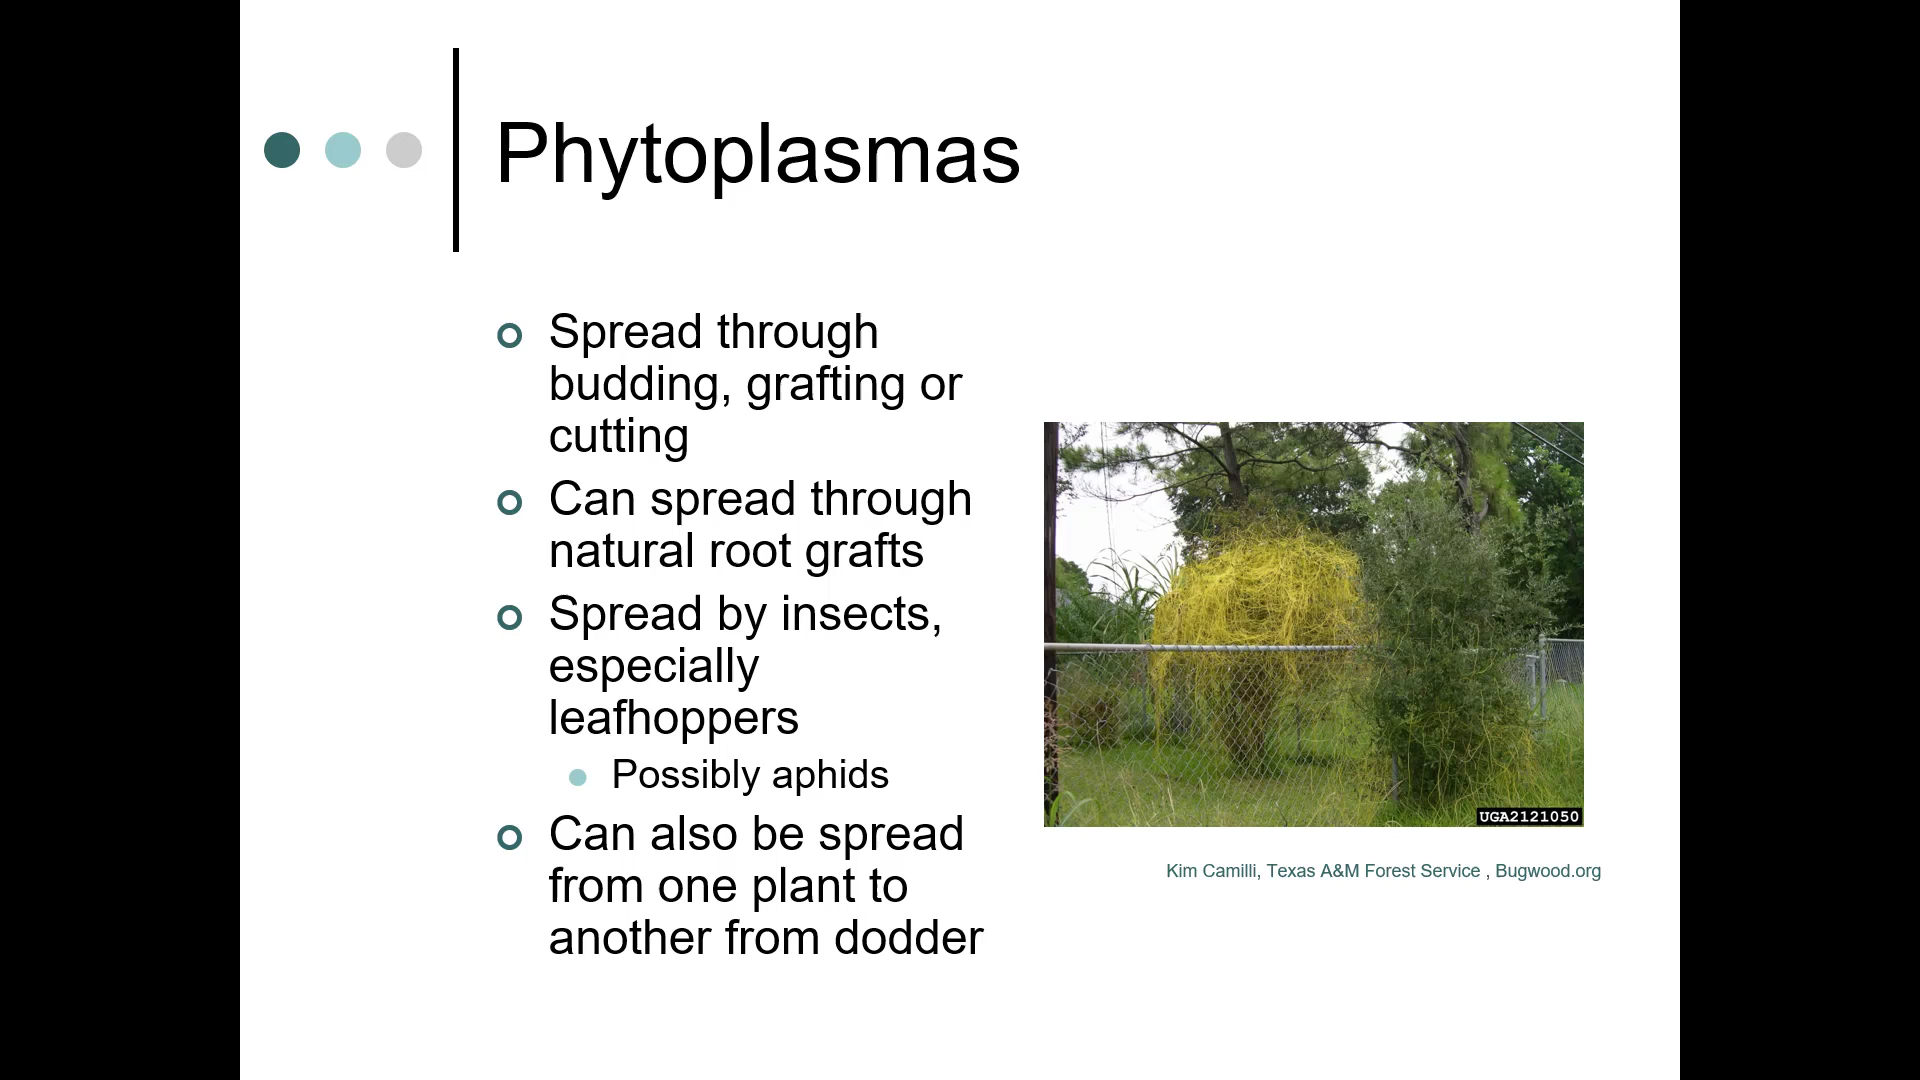 Phytoplasmas
Spread through
budding, grafting or
cutting
Can spread through
natural root grafts
Spread by insects,
especially
leafhoppers
Possibly aphids
Can also be spread
from one plant to
another from dodder
UGA2121050
Kim Camilli, Texas A&M Forest Service , Bugwood.org